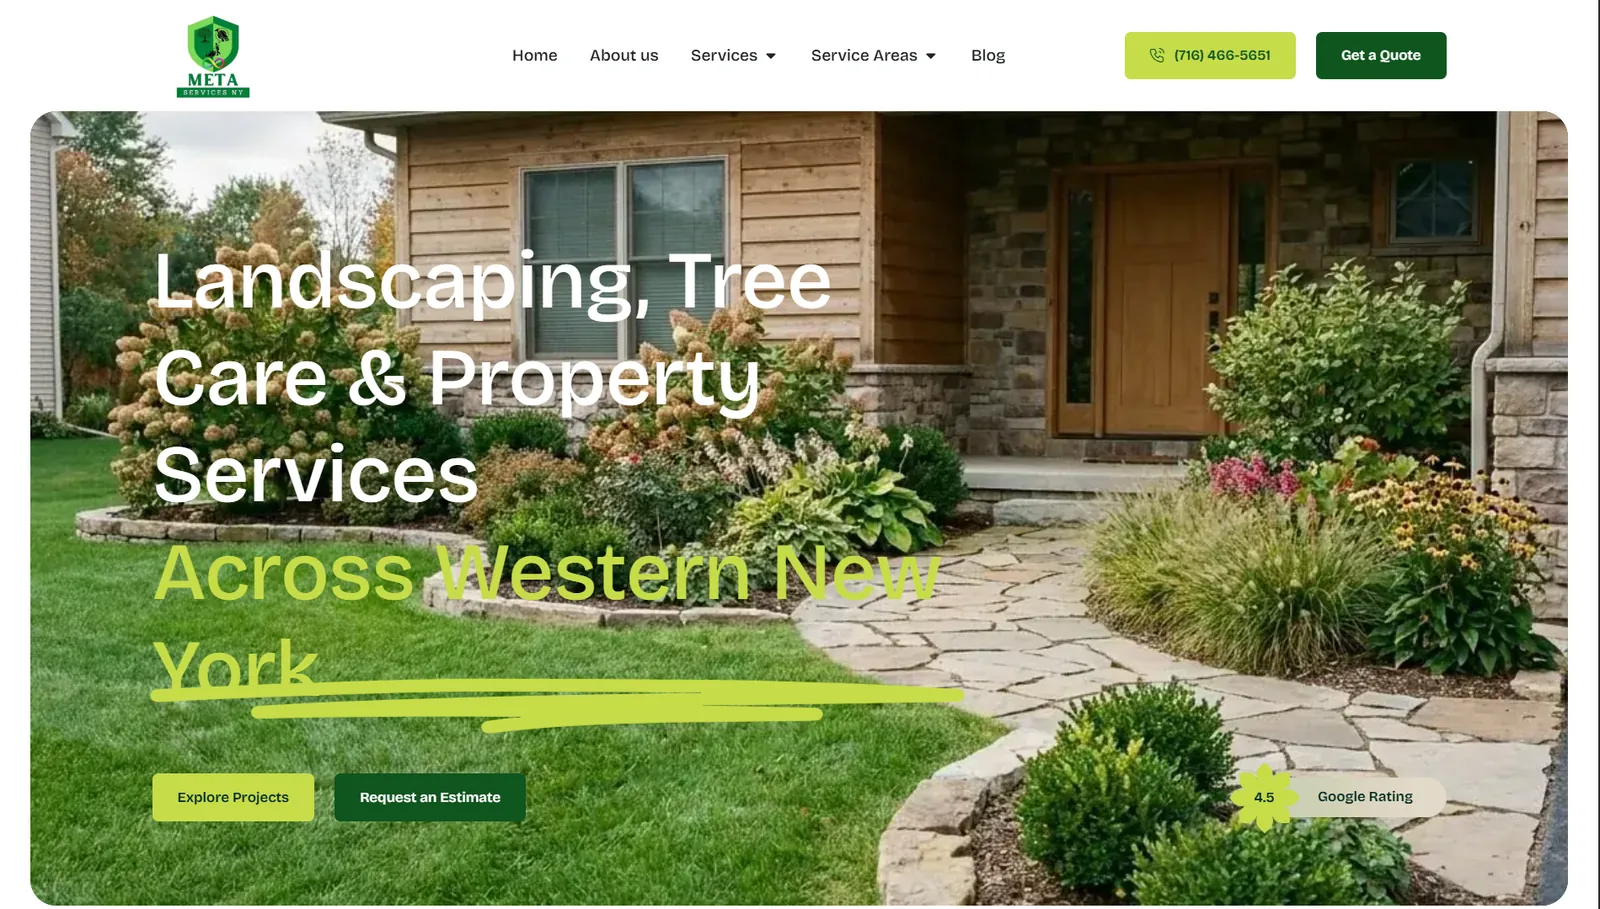 META
SERVICES NY
Home
About us
Services
Service Areas
Blog
(716) 466-5651
Get a Quote
Landscaping, Tree
Care & Property
Services
Across Western New
York
Explore Projects
Request an Estimate
4.5
Google Rating